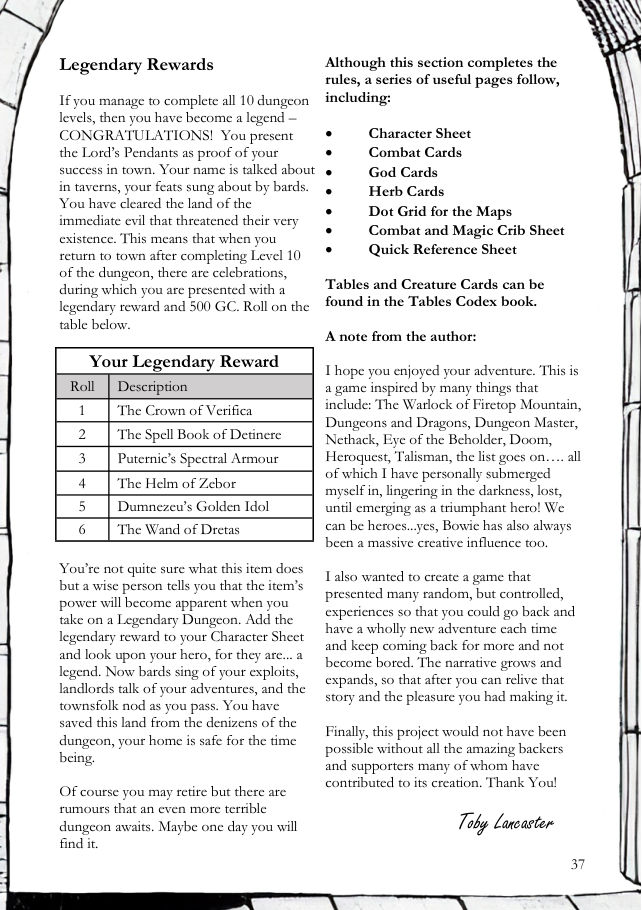 Legendary Rewards
If you manage to complete all 10 dungeon
levels, then you have become a legend –
CONGRATULATIONS!  You present
the Lord's Pendants as proof of your
success in town. Your name is talked about
in taverns, your feats sung about by bards.
You have cleared the land of the
immediate evil that threatened their very
existence. This means that when you
return to town after completing Level 10
of the dungeon, there are celebrations,
during which you are presented with a
legendary reward and 500 GC. Roll on the
table below.
Your Legendary Reward
Roll Description
1 The Crown of Verifica
2 The Spell Book of Detinere
3 Puternic's Spectral Armour
4 The Helm of Zebor
5 Dumnezeu's Golden Idol
6 The Wand of Dretas
You're not quite sure what this item does
but a wise person tells you that the item's
power will become apparent when you
take on a Legendary Dungeon. Add the
legendary reward to your Character Sheet
and look upon your hero, for they are... a
legend. Now bards sing of your exploits,
landlords talk of your adventures, and the
townsfolk nod as you pass. You have
saved this land from the denizens of the
dungeon, your home is safe for the time
being.
Of course you may retire but there are
rumours that an even more terrible
dungeon awaits. Maybe one day you will
find it.
Although this section completes the
rules, a series of useful pages follow,
including:
• Character Sheet
• Combat Cards
• God Cards
• Herb Cards
• Dot Grid for the Maps
• Combat and Magic Crib Sheet
• Quick Reference Sheet
Tables and Creature Cards can be
found in the Tables Codex book.
A note from the author:
I hope you enjoyed your adventure. This is
a game inspired by many things that
include: The Warlock of Firetop Mountain,
Dungeons and Dragons, Dungeon Master,
Nethack, Eye of the Beholder, Doom,
Heroquest, Talisman, the list goes on…. all
of which I have personally submerged
myself in, lingering in the darkness, lost,
until emerging as a triumphant hero! We
can be heroes...yes, Bowie has also always
been a massive creative influence too.
I also wanted to create a game that
presented many random, but controlled,
experiences so that you could go back and
have a wholly new adventure each time
and keep coming back for more and not
become bored. The narrative grows and
expands, so that after you can relive that
story and the pleasure you had making it.
Finally, this project would not have been
possible without all the amazing backers
and supporters many of whom have
contributed to its creation. Thank You!
Toby Lancaster
37